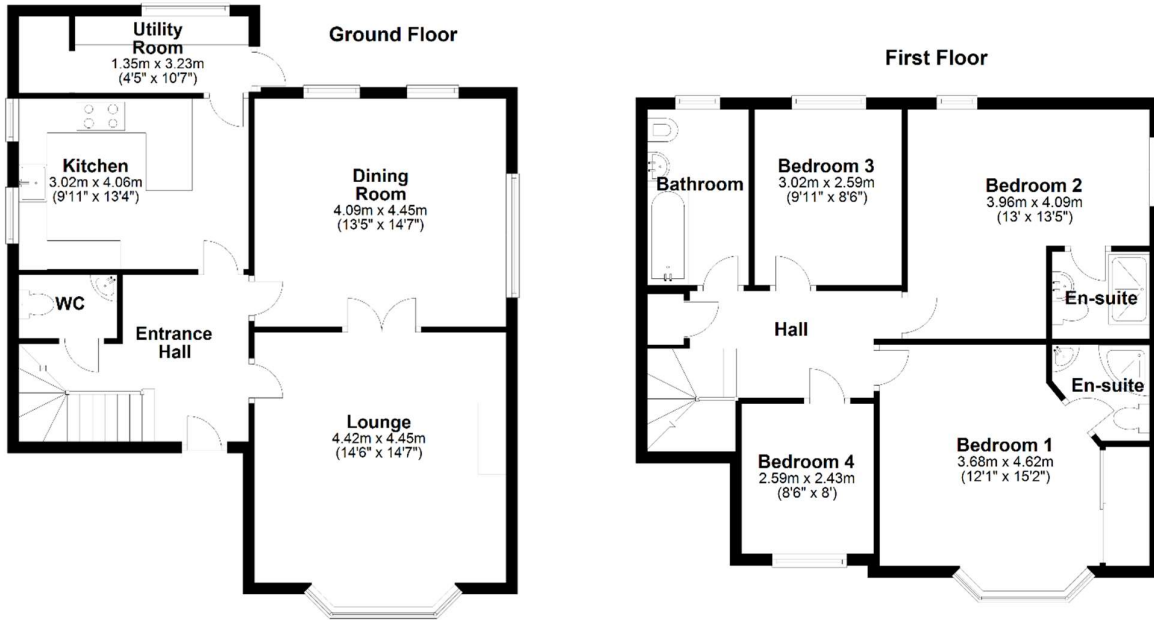 Ground Floor
Utility
Room
1.35m x 3.23m
(4'5" x 10'7")
Kitchen
3.02m x 4.06m
(9'11" x 13'4")
Dining
Room
4.09m x 4.45m
(13'5" x 14'7")
WC
Entrance
Hall
Lounge
4.42m x 4.45m
(14'6" x 14'7")
First Floor
Bathroom
Bedroom 3
3.02m x 2.59m
(9'11" x 8'6")
Bedroom 2
3.96m x 4.09m
(13' x 13'5")
En-suite
Hall
En-suite
Bedroom 4
2.59m x 2.43m
(8'6" x 8')
Bedroom 1
3.68m x 4.62m
(12'1" x 15'2")